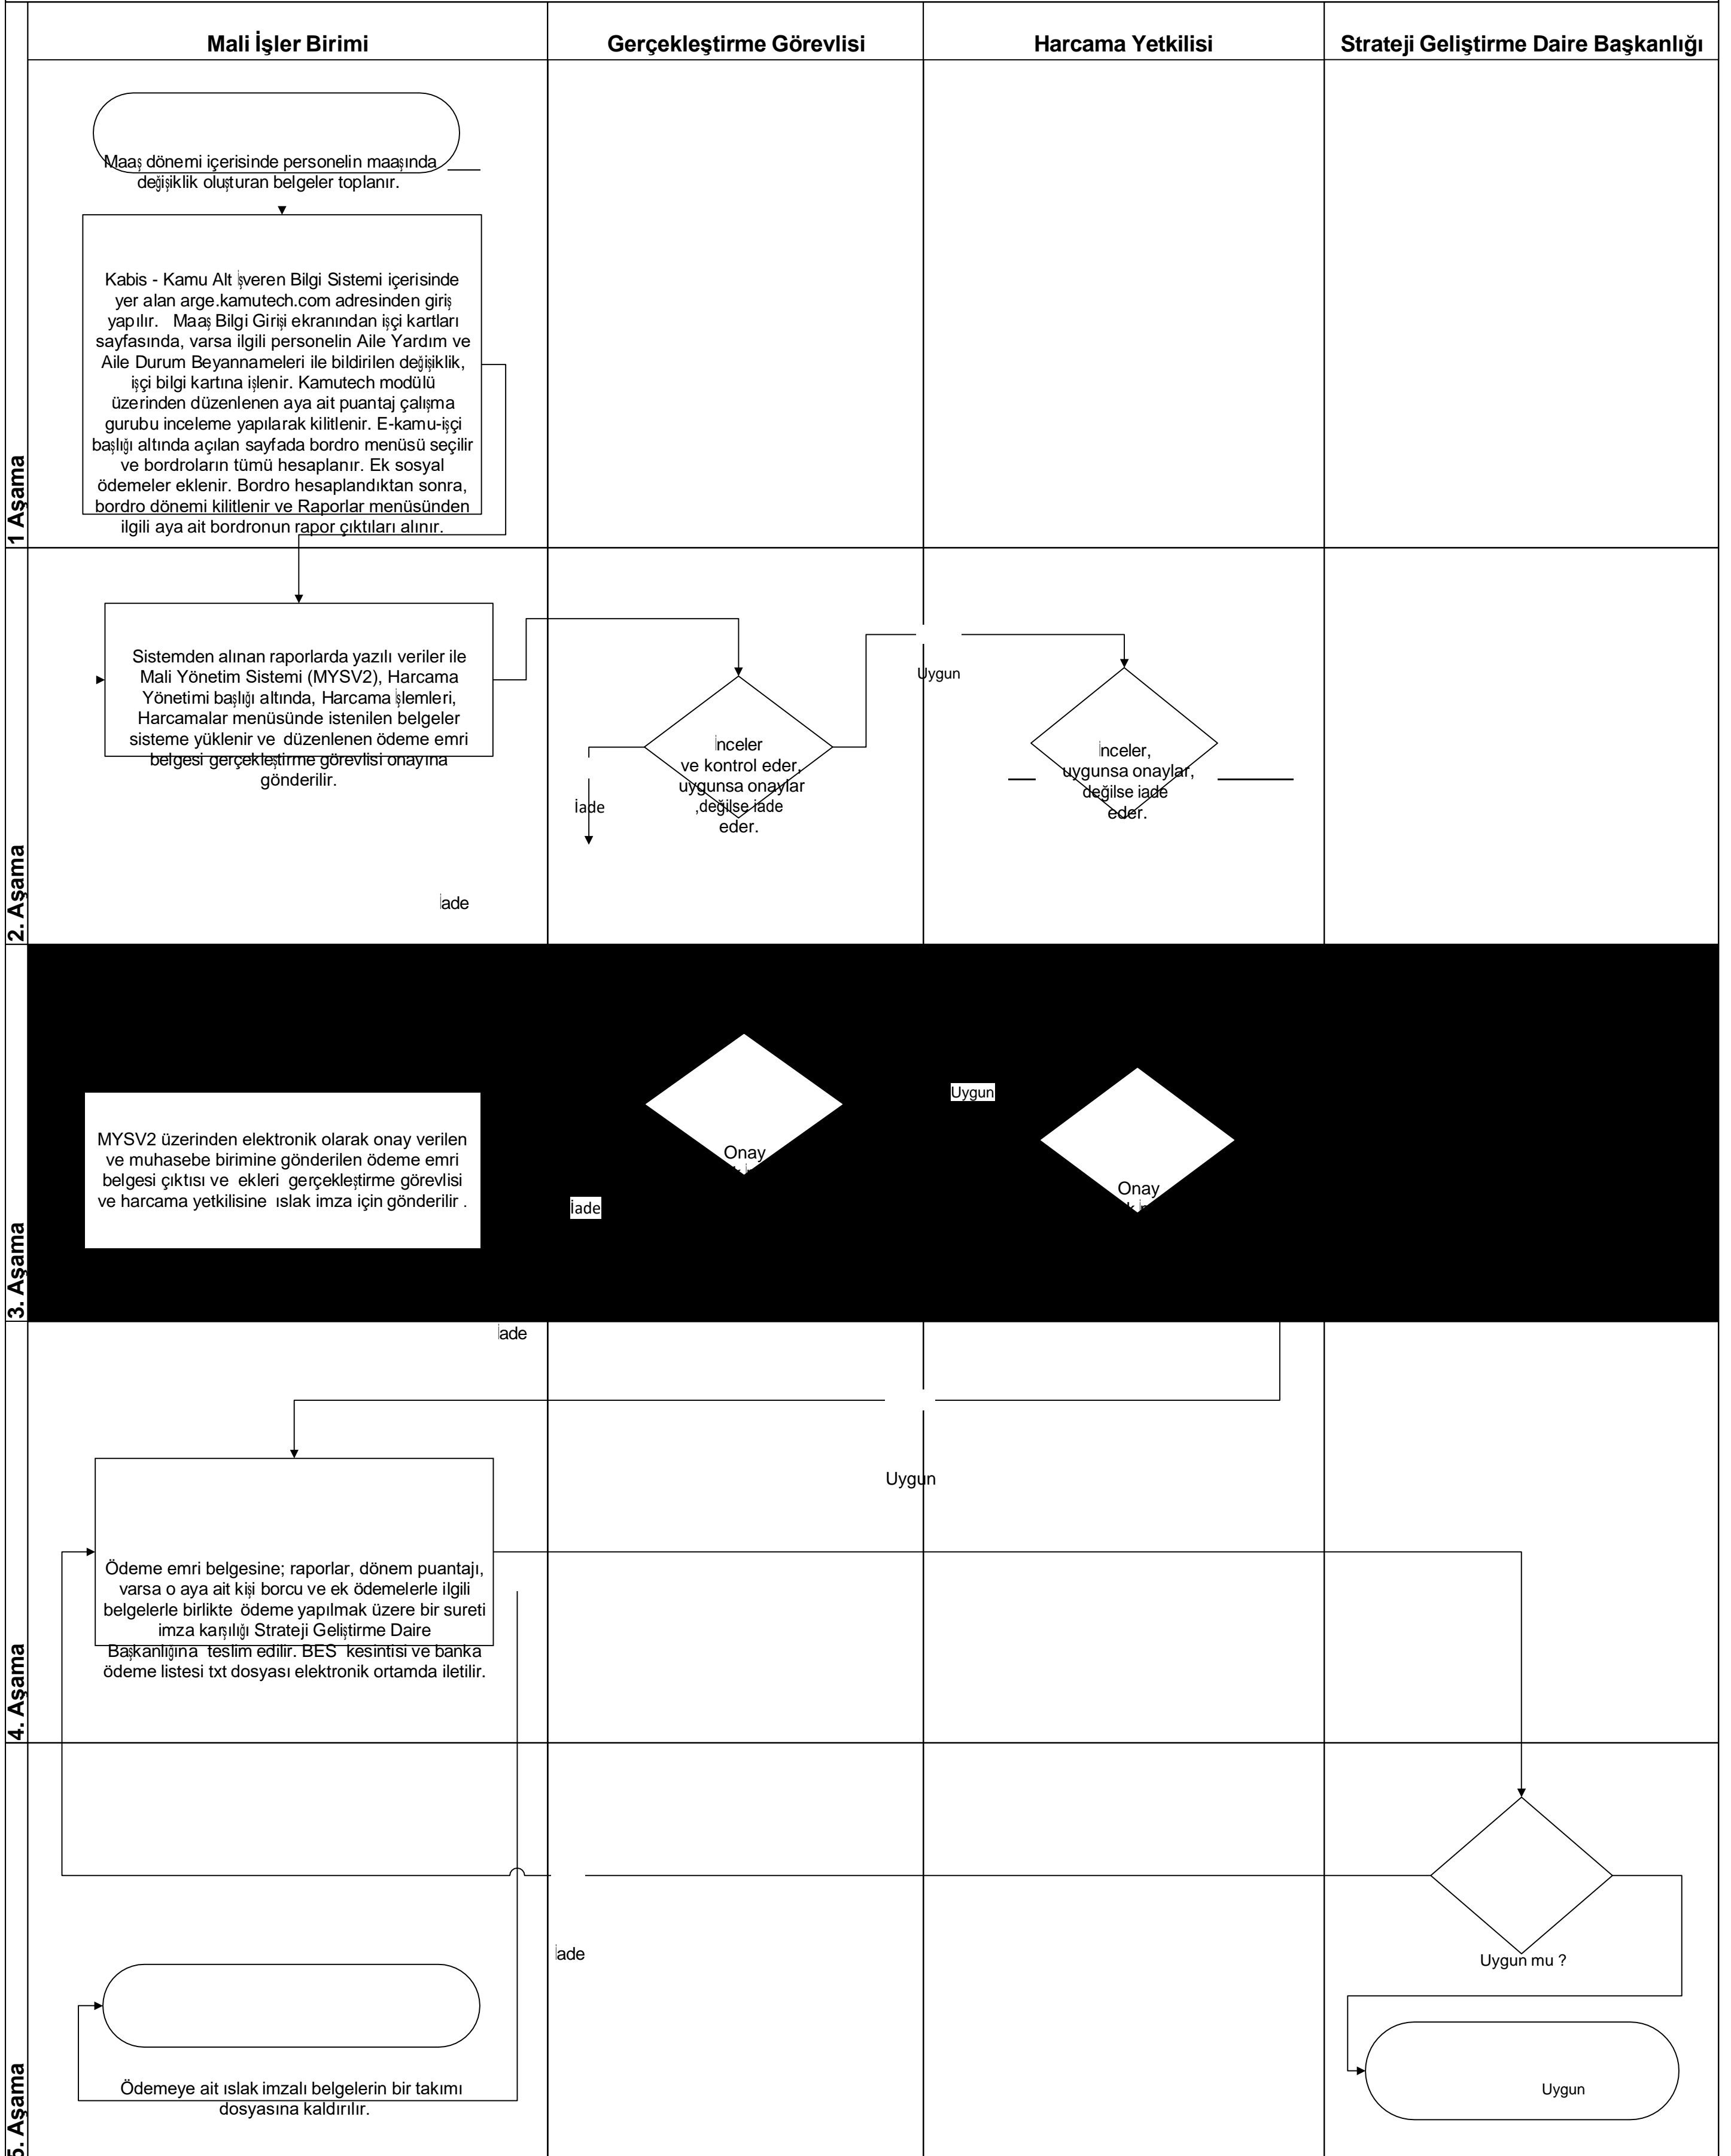 Mali İşler Birimi
Gerçekleştirme Görevlisi
Harcama Yetkilisi
Strateji Geliştirme Daire Başkanlığı
1 Aşama
Maaş dönemi içerisinde personelin maaşında
değişiklik oluşturan belgeler toplanır.
Kabis - Kamu Alt İşveren Bilgi Sistemi içerisinde
yer alan arge.kamutech.com adresinden giriş
yapılır. Maaş Bilgi Girişi ekranından işçi kartları
sayfasında, varsa ilgili personelin Aile Yardım ve
Aile Durum Beyannameleri ile bildirilen değişiklik,
işçi bilgi kartına işlenir. Kamutech modülü
üzerinden düzenlenen aya ait puantaj çalışma
gurubu inceleme yapılarak kilitlenir. E-kamu-işçi
başlığı altında açılan sayfada bordro menüsü seçilir
ve bordroların tümü hesaplanır. Ek sosyal
ödemeler eklenir. Bordro hesaplandıktan sonra,
bordro dönemi kilitlenir ve Raporlar menüsünden
ilgili aya ait bordronun rapor çıktıları alınır.
2. Aşama
Sistemden alınan raporlarda yazılı veriler ile
Mali Yönetim Sistemi (MYSV2), Harcama
Yönetimi başlığı altında, Harcama İşlemleri,
Harcamalar menüsünde istenilen belgeler
sisteme yüklenir ve düzenlenen ödeme emri
belgesi gerçekleştirme görevlisi onayına
gönderilir.
İnceler
ve kontrol eder,
uygunsa onaylar
,değilse iade
eder.
İade
Uygun
İnceler,
uygunsa onaylar,
değilse iade
eder.
İade
3. Aşama
MYSV2 üzerinden elektronik olarak onay verilen
ve muhasebe birimine gönderilen ödeme emri
belgesi çıktısı ve ekleri gerçekleştirme görevlisi
ve harcama yetkilisine ıslak imza için gönderilir .
Onay
İade
Uygun
Onay
4. Aşama
İade
Uygun
Ödeme emri belgesine; raporlar, dönem puantajı,
varsa o aya ait kişi borcu ve ek ödemelerle ilgili
belgelerle birlikte ödeme yapılmak üzere bir sureti
imza karşılığı Strateji Geliştirme Daire
Başkanlığına teslim edilir. BES kesintisi ve banka
ödeme listesi txt dosyası elektronik ortamda iletilir.
5. Aşama
İade
Uygun mu ?
Uygun
Ödemeye ait ıslak imzalı belgelerin bir takımı
dosyasına kaldırılır.